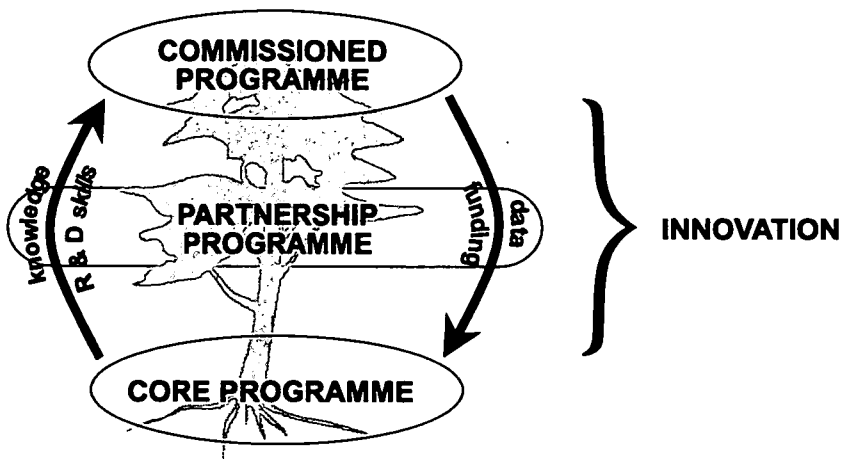 COMMISSIONED
PROGRAMME
knowledge
R & D skills
PARTNERSHIP
PROGRAMME
funding
data
INNOVATION
CORE PROGRAMME